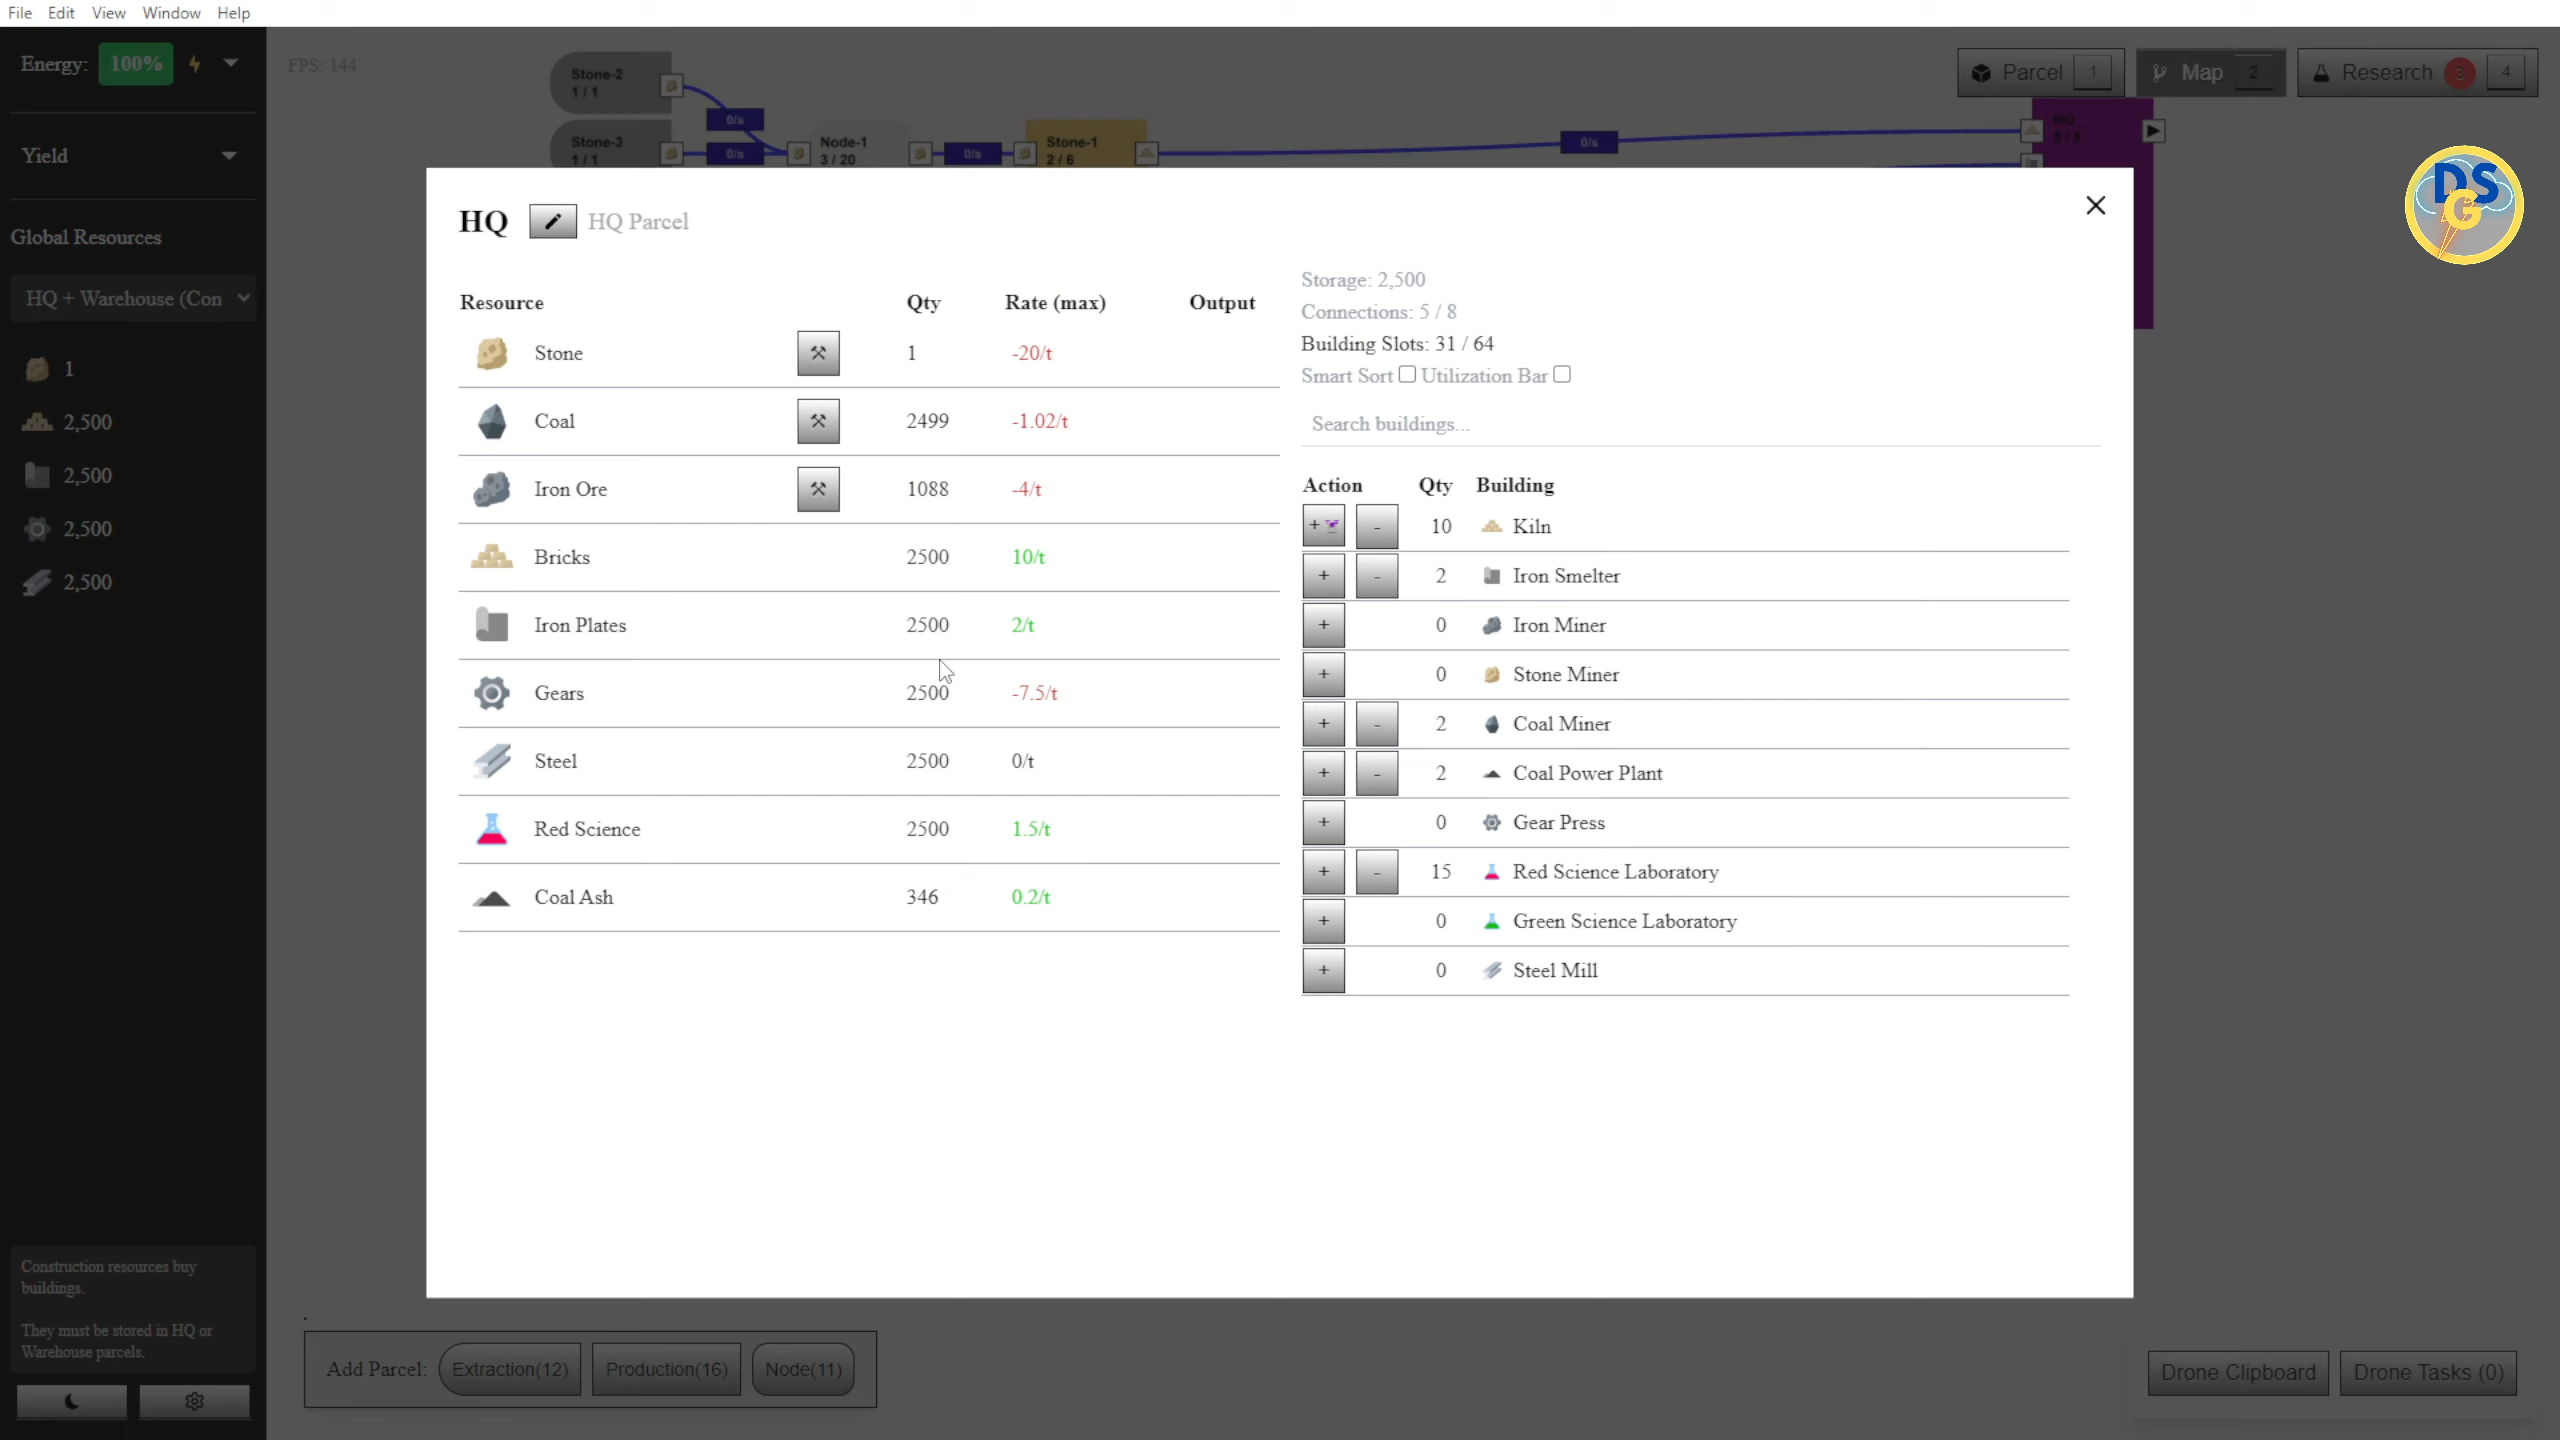 File Edit View Window Help
Energy: 100%
Yield
Global Resources
HQ + Warehouse (Con
1
2,500
2,500
2,500
2,500
Construction resources buy
buildings.
They must be stored in HQ or
Warehouse parcels.
FPS: 144
Stone-2
1 / 1
0/s
Stone-3
1 / 1
0/s
Node-1
3 / 20
0/s
Stone-1
2 / 6
0/s
Parcel 1
Map 2
Research 3 4
HQ
5 / 8
DSG
HQ HQ Parcel
Resource Qty Rate (max) Output
Stone 1 -20/t
Coal 2499 -1.02/t
Iron Ore 1088 -4/t
Bricks 2500 10/t
Iron Plates 2500 2/t
Gears 2500 -7.5/t
Steel 2500 0/t
Red Science 2500 1.5/t
Coal Ash 346 0.2/t
Storage: 2,500
Connections: 5 / 8
Building Slots: 31 / 64
Smart Sort Utilization Bar
Search buildings...
Action Qty Building
+ - 10 Kiln
+ - 2 Iron Smelter
+ 0 Iron Miner
+ 0 Stone Miner
+ - 2 Coal Miner
+ - 2 Coal Power Plant
+ 0 Gear Press
+ - 15 Red Science Laboratory
+ 0 Green Science Laboratory
+ 0 Steel Mill
Add Parcel: Extraction(12) Production(16) Node(11)
Drone Clipboard Drone Tasks (0)